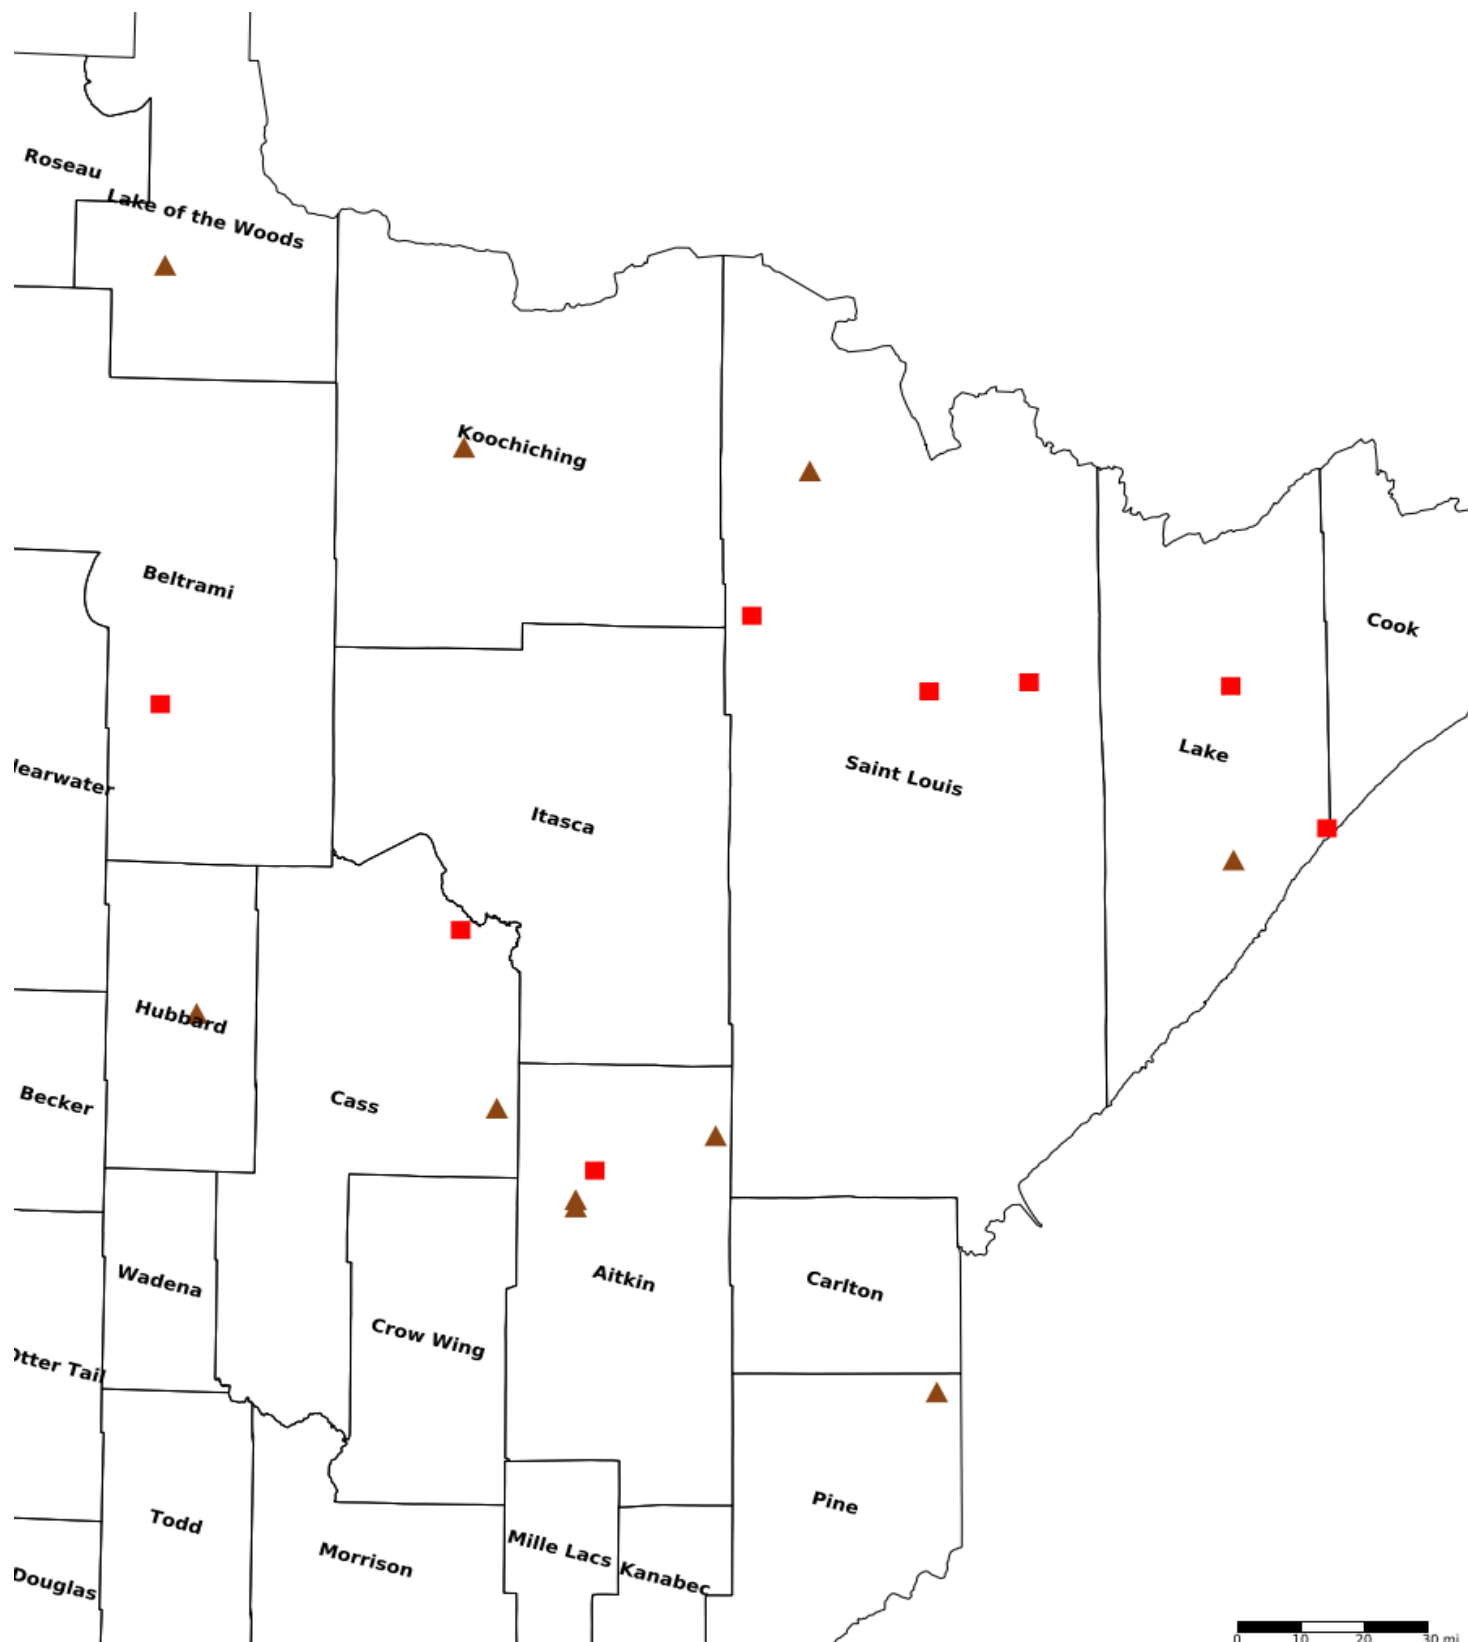 Roseau
Lake of the Woods
Koochiching
Beltrami
Cook
Lake
Saint Louis
learwater
Itasca
Hubbard
Becker
Cass
Wadena
Aitkin
Carlton
Crow Wing
Otter Tail
Pine
Todd
Morrison
Mille Lacs
Kanabec
Douglas
0 10 20 30 mi